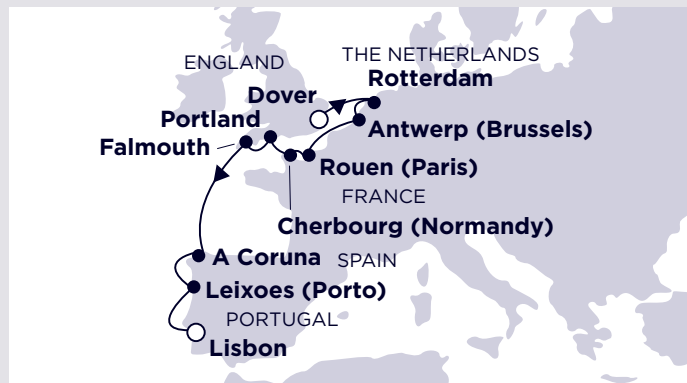 THE NETHERLANDS
ENGLAND
Rotterdam
Dover
Portland
Antwerp (Brussels)
Falmouth
Rouen (Paris)
FRANCE
Cherbourg (Normandy)
A Coruna
SPAIN
Leixoes (Porto)
PORTUGAL
Lisbon